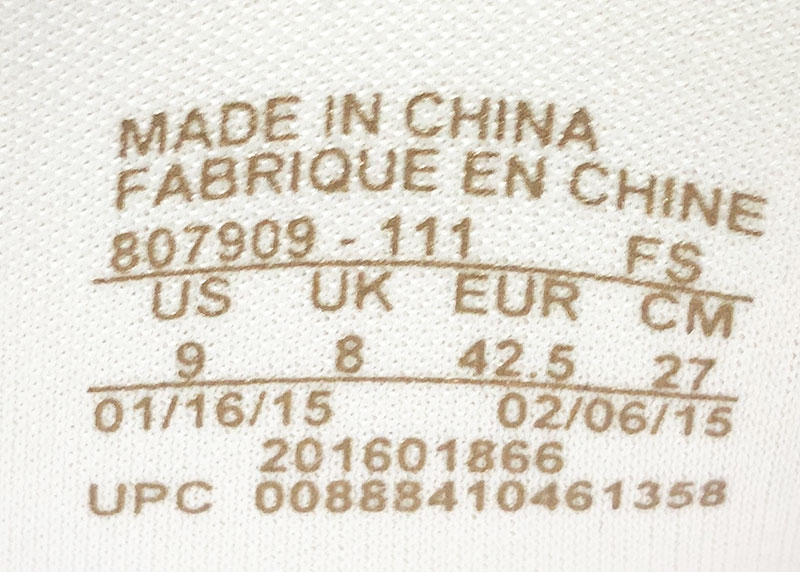 MADE IN CHINA
FABRIQUE EN CHINE
807909 - 111 FS
US UK EUR CM
9 8 42.5 27
01/16/15 02/06/15
201601866
UPC 00888410461358